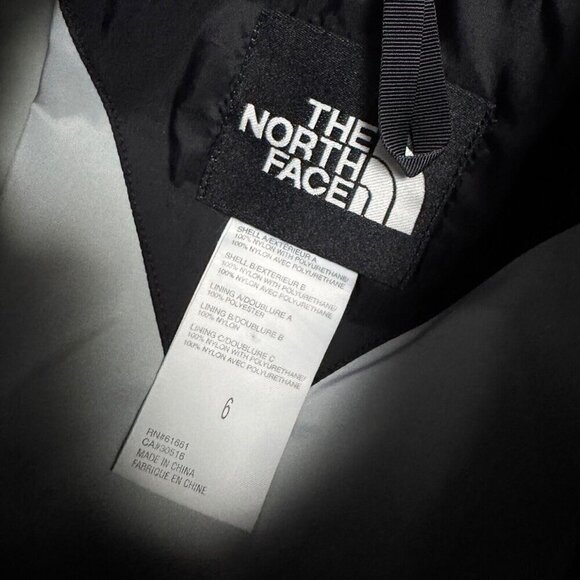 THE
NORTH
FACE
SHELL A/EXTERIEUR A
100% NYLON WITH POLYURETHANE/
100% NYLON AVEC POLYURETHANE
SHELL B/EXTERIEUR B
100% NYLON WITH POLYURETHANE/
100% NYLON AVEC POLYURETHANE
LINING A/DOUBLURE A
100% POLYESTER
LINING B/DOUBLURE B
100% NYLON
LINING C/DOUBLURE C
100% NYLON WITH POLYURETHANE/
100% NYLON AVEC POLYURETHANE
6
RN#61661
CA#30516
MADE IN CHINA
FABRIQUE EN CHINE